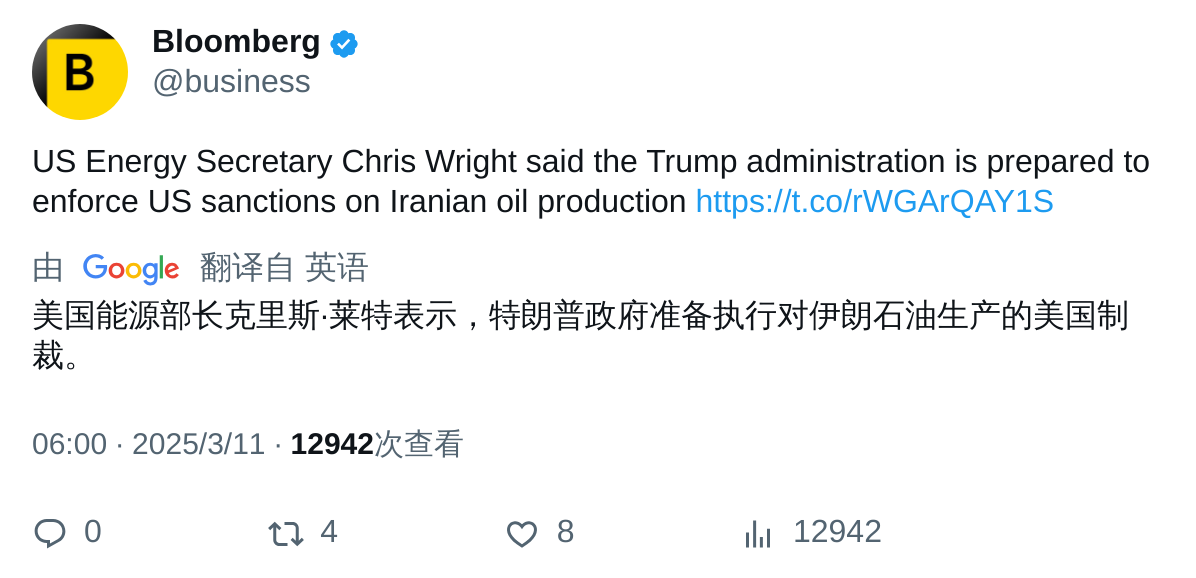 B
Bloomberg
@business
US Energy Secretary Chris Wright said the Trump administration is prepared to
enforce US sanctions on Iranian oil production https://t.co/rWGArQAY1S
由 Google 翻译自 英语
美国能源部长克里斯·莱特表示，特朗普政府准备执行对伊朗石油生产的美国制
裁。
06:00 · 2025/3/11 · 12942次查看
0 4 8 12942